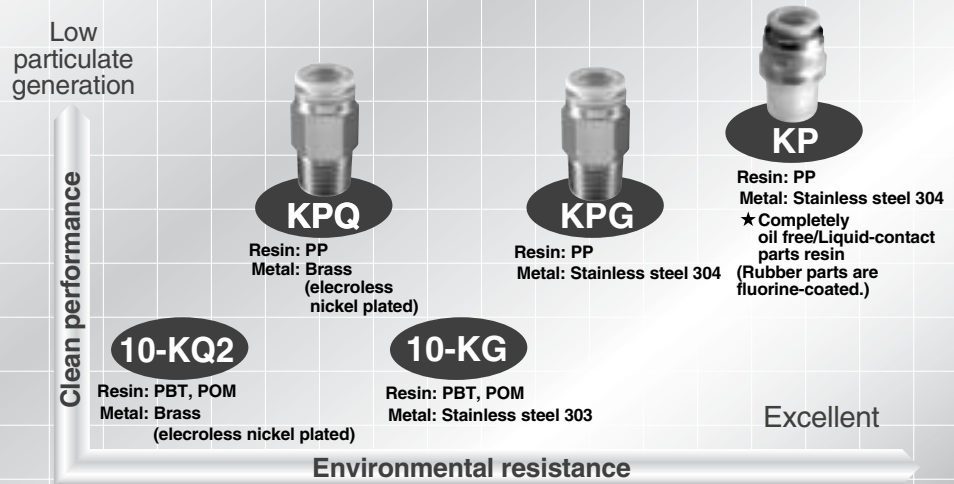 Low
particulate
generation
Clean performance
KPQ
Resin: PP
Metal: Brass
(elecroless
nickel plated)
KPG
Resin: PP
Metal: Stainless steel 304
KP
Resin: PP
Metal: Stainless steel 304
★Completely
oil free/Liquid-contact
parts resin
(Rubber parts are
fluorine-coated.)
10-KQ2
Resin: PBT, POM
Metal: Brass
(elecroless nickel plated)
10-KG
Resin: PBT, POM
Metal: Stainless steel 303
Excellent
Environmental resistance